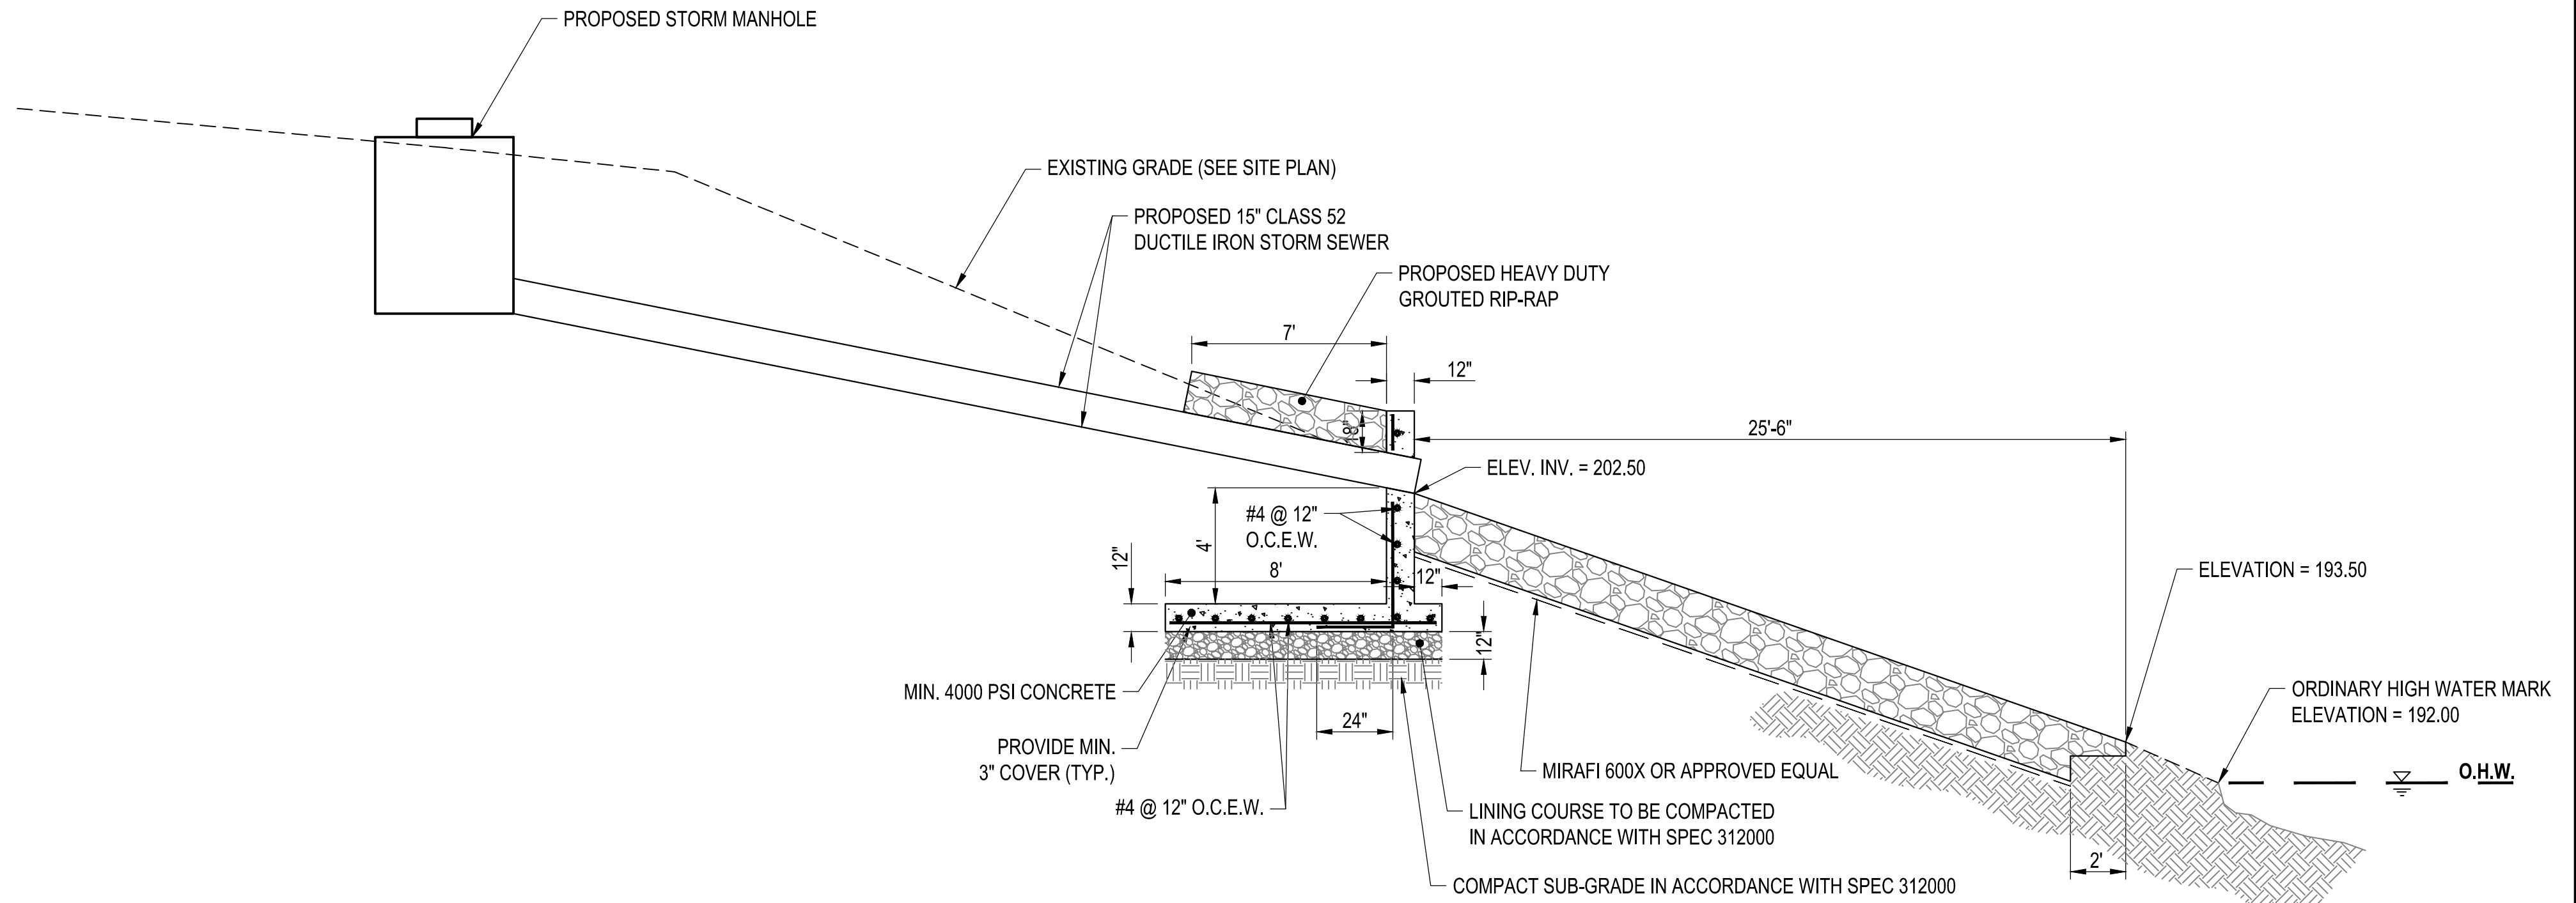 PROPOSED STORM MANHOLE
EXISTING GRADE (SEE SITE PLAN)
PROPOSED 15" CLASS 52
DUCTILE IRON STORM SEWER
PROPOSED HEAVY DUTY
GROUTED RIP-RAP
7'
12"
18"
25'-6"
ELEV. INV. = 202.50
#4 @ 12"
O.C.E.W.
4'
12"
8'
12"
ELEVATION = 193.50
12"
MIN. 4000 PSI CONCRETE
24"
ORDINARY HIGH WATER MARK
ELEVATION = 192.00
PROVIDE MIN.
3" COVER (TYP.)
MIRAFI 600X OR APPROVED EQUAL
O.H.W.
#4 @ 12" O.C.E.W.
LINING COURSE TO BE COMPACTED
IN ACCORDANCE WITH SPEC 312000
2'
COMPACT SUB-GRADE IN ACCORDANCE WITH SPEC 312000